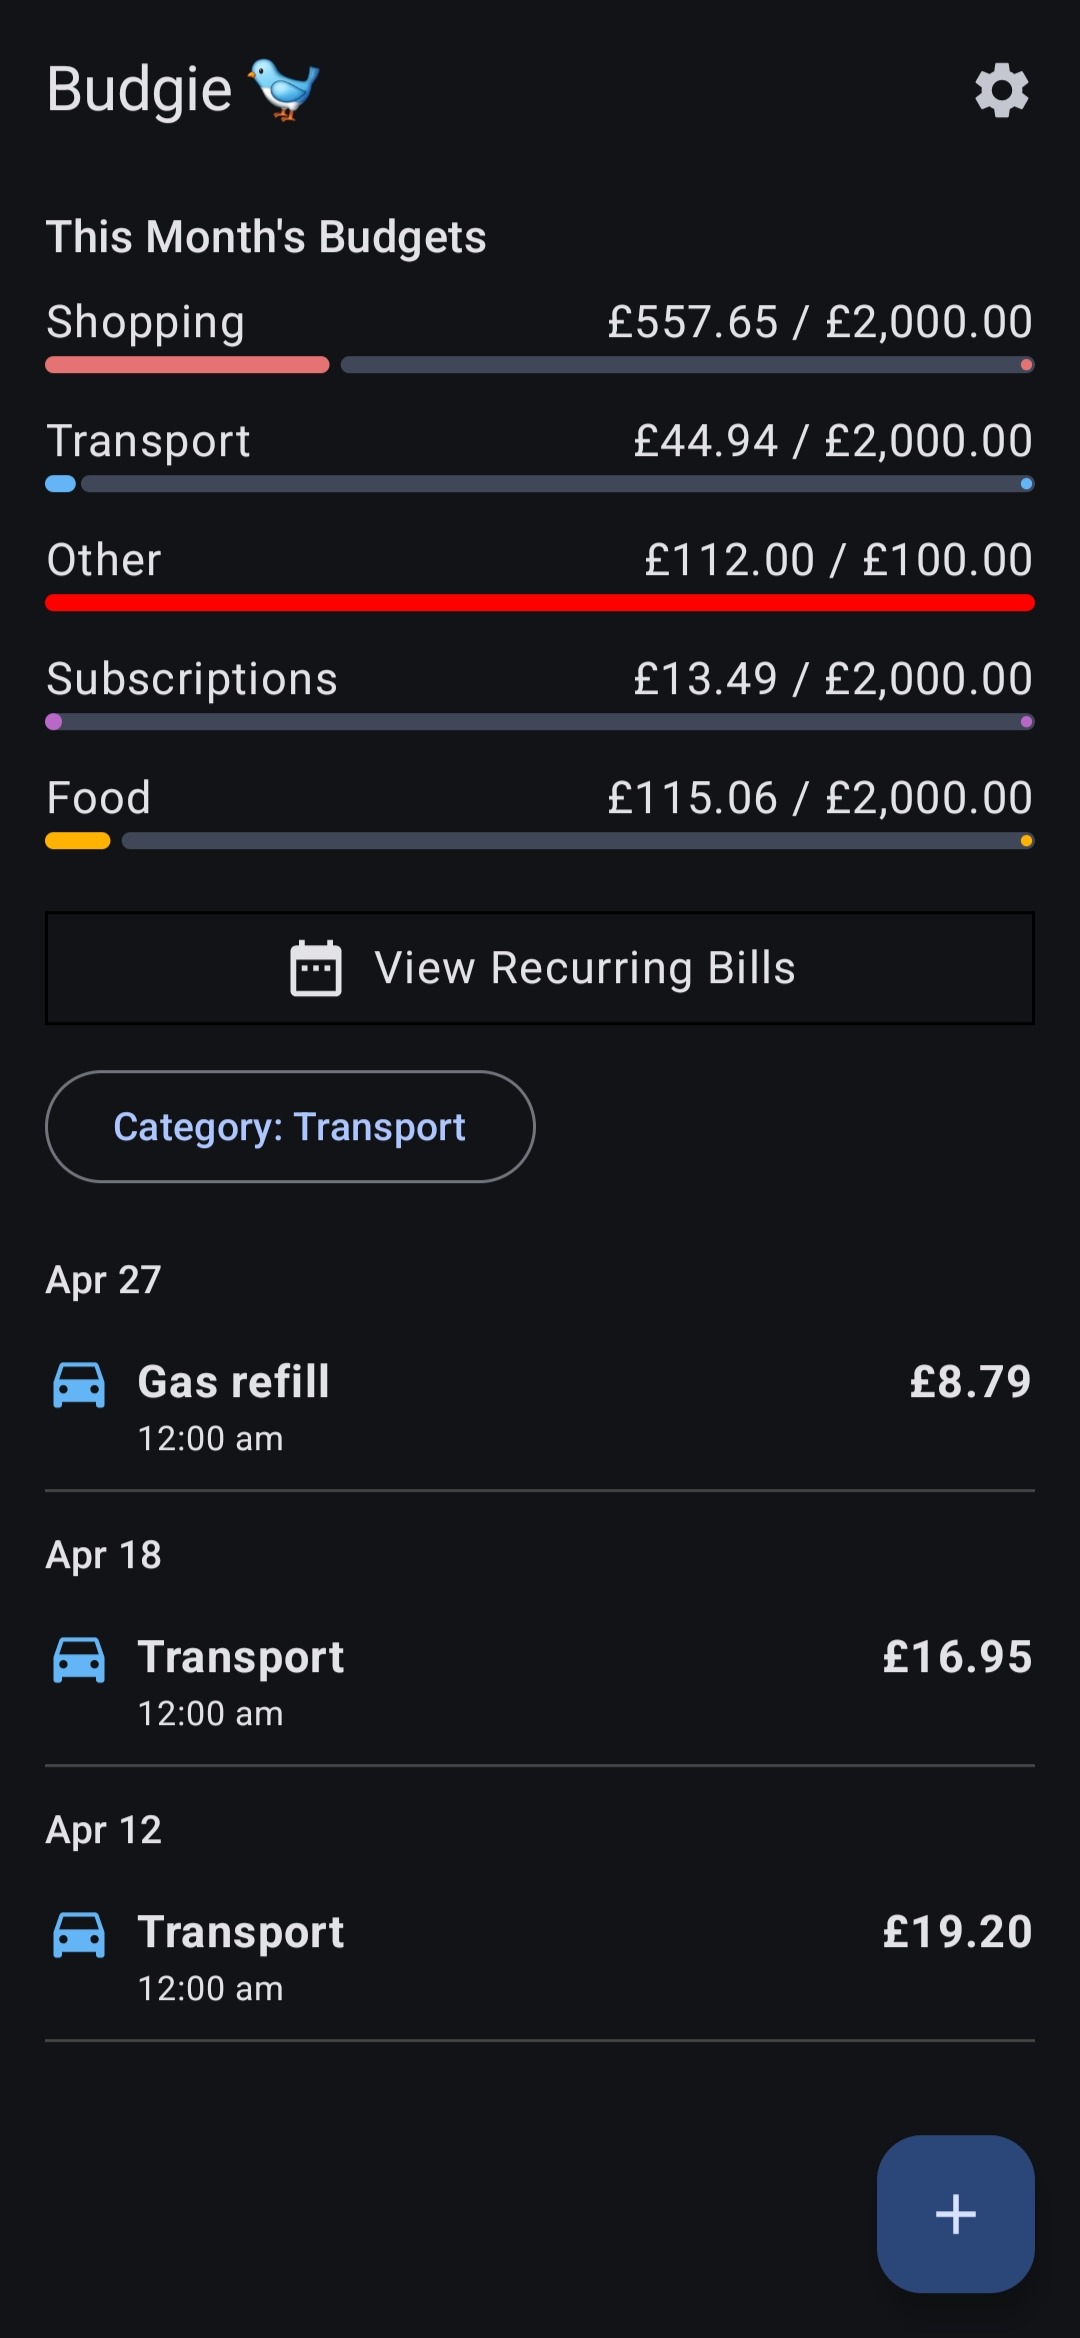 Budgie
This Month's Budgets
Shopping £557.65 / £2,000.00
Transport £44.94 / £2,000.00
Other £112.00 / £100.00
Subscriptions £13.49 / £2,000.00
Food £115.06 / £2,000.00
View Recurring Bills
Category: Transport
Apr 27
Gas refill £8.79
12:00 am
Apr 18
Transport £16.95
12:00 am
Apr 12
Transport £19.20
12:00 am
+